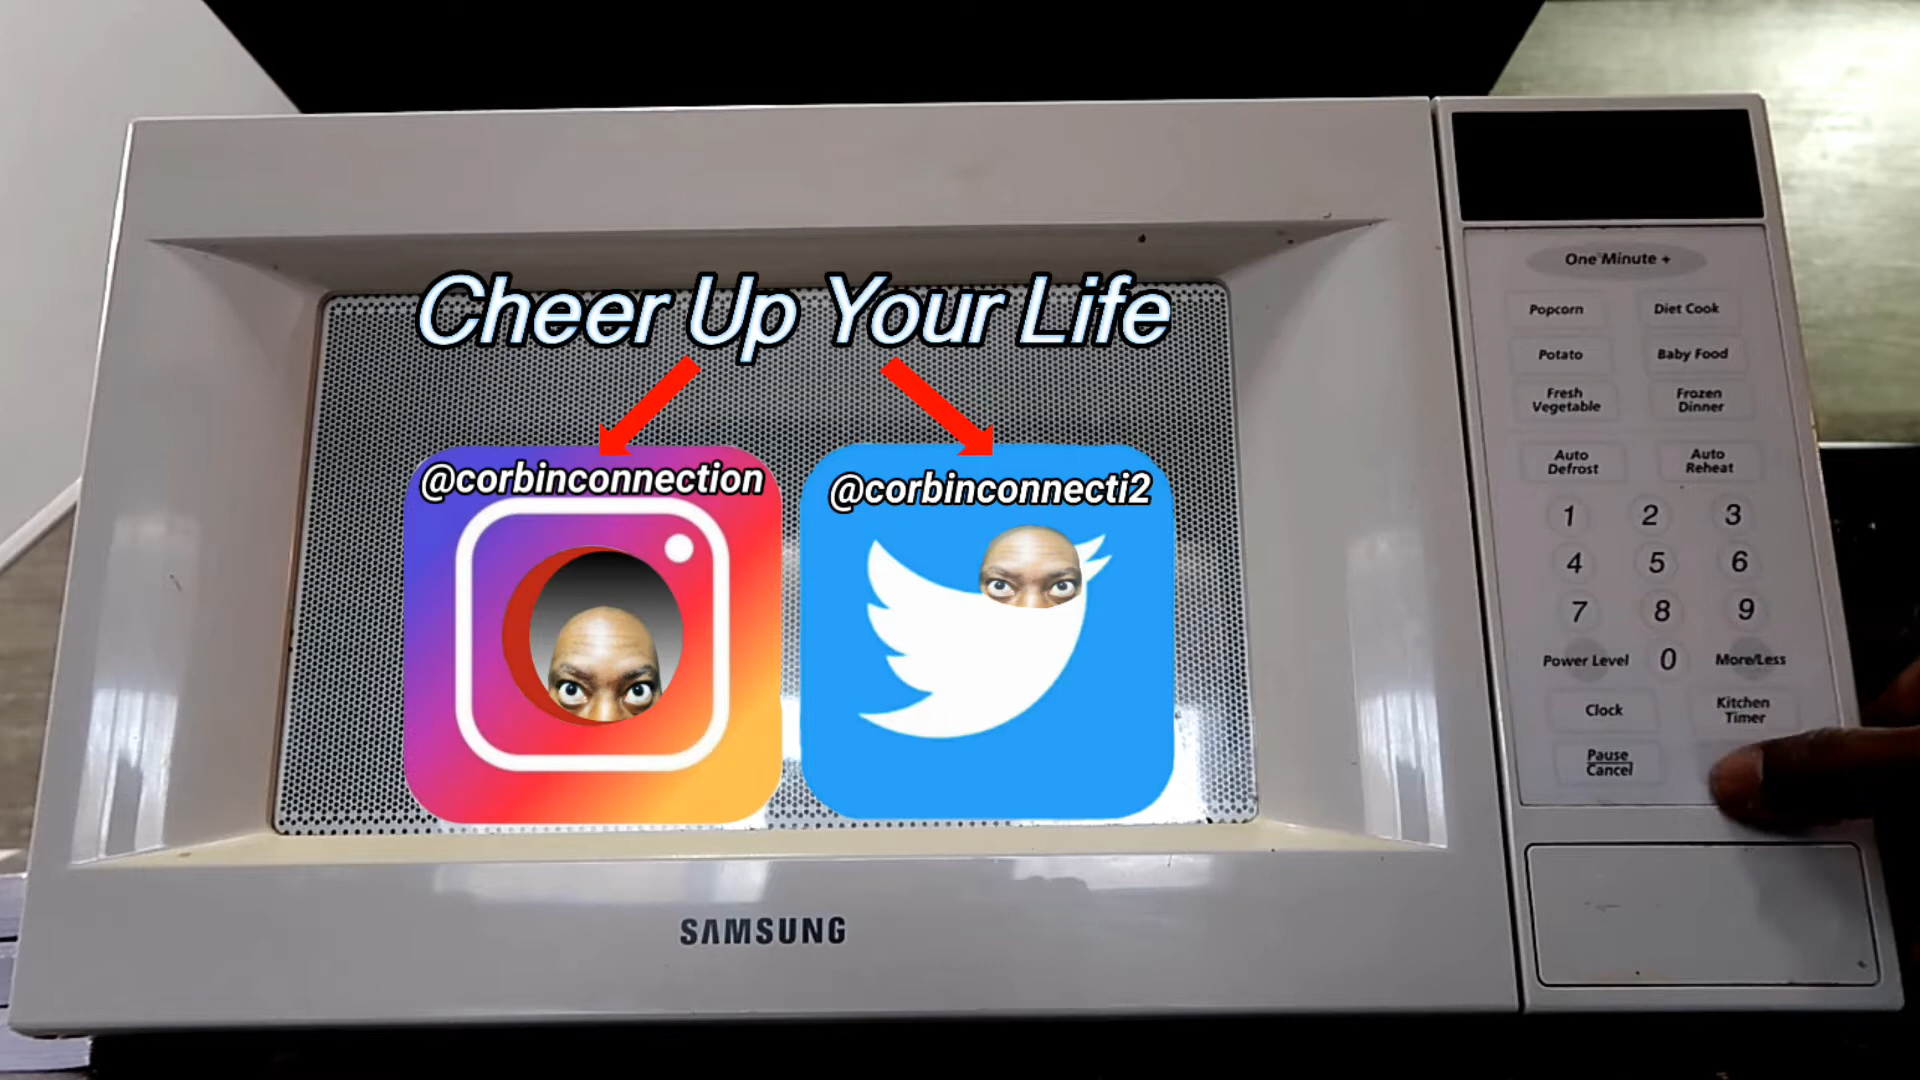 Cheer Up Your Life
@corbinconnection
@corbinconnecti2
SAMSUNG
One Minute +
Popcorn
Diet Cook
Potato
Baby Food
Fresh
Vegetable
Frozen
Dinner
Auto
Defrost
Auto
Reheat
1 2 3
4 5 6
7 8 9
Power Level
0
More/Less
Clock
Kitchen
Timer
Pause
Cancel